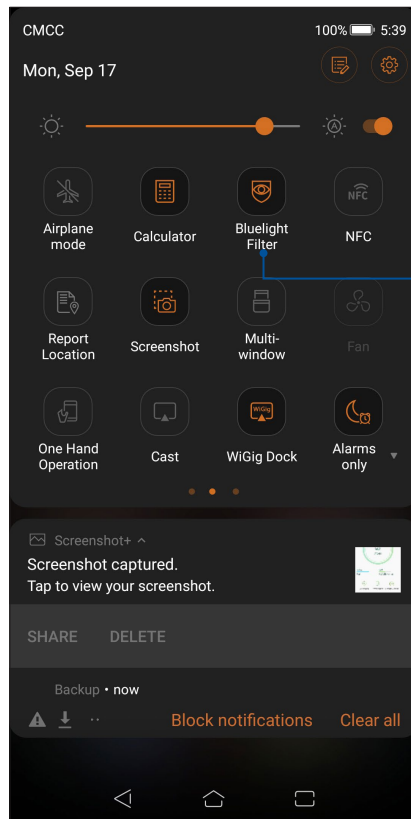 CMCC
100% 5:39
Mon, Sep 17
A
NFC
Airplane mode
Calculator
Bluelight Filter
NFC
Report Location
Screenshot
Multi-window
Fan
WiGig
One Hand Operation
Cast
WiGig Dock
Alarms only
Screenshot+
Screenshot captured.
Tap to view your screenshot.
SHARE DELETE
Backup • now
Block notifications Clear all